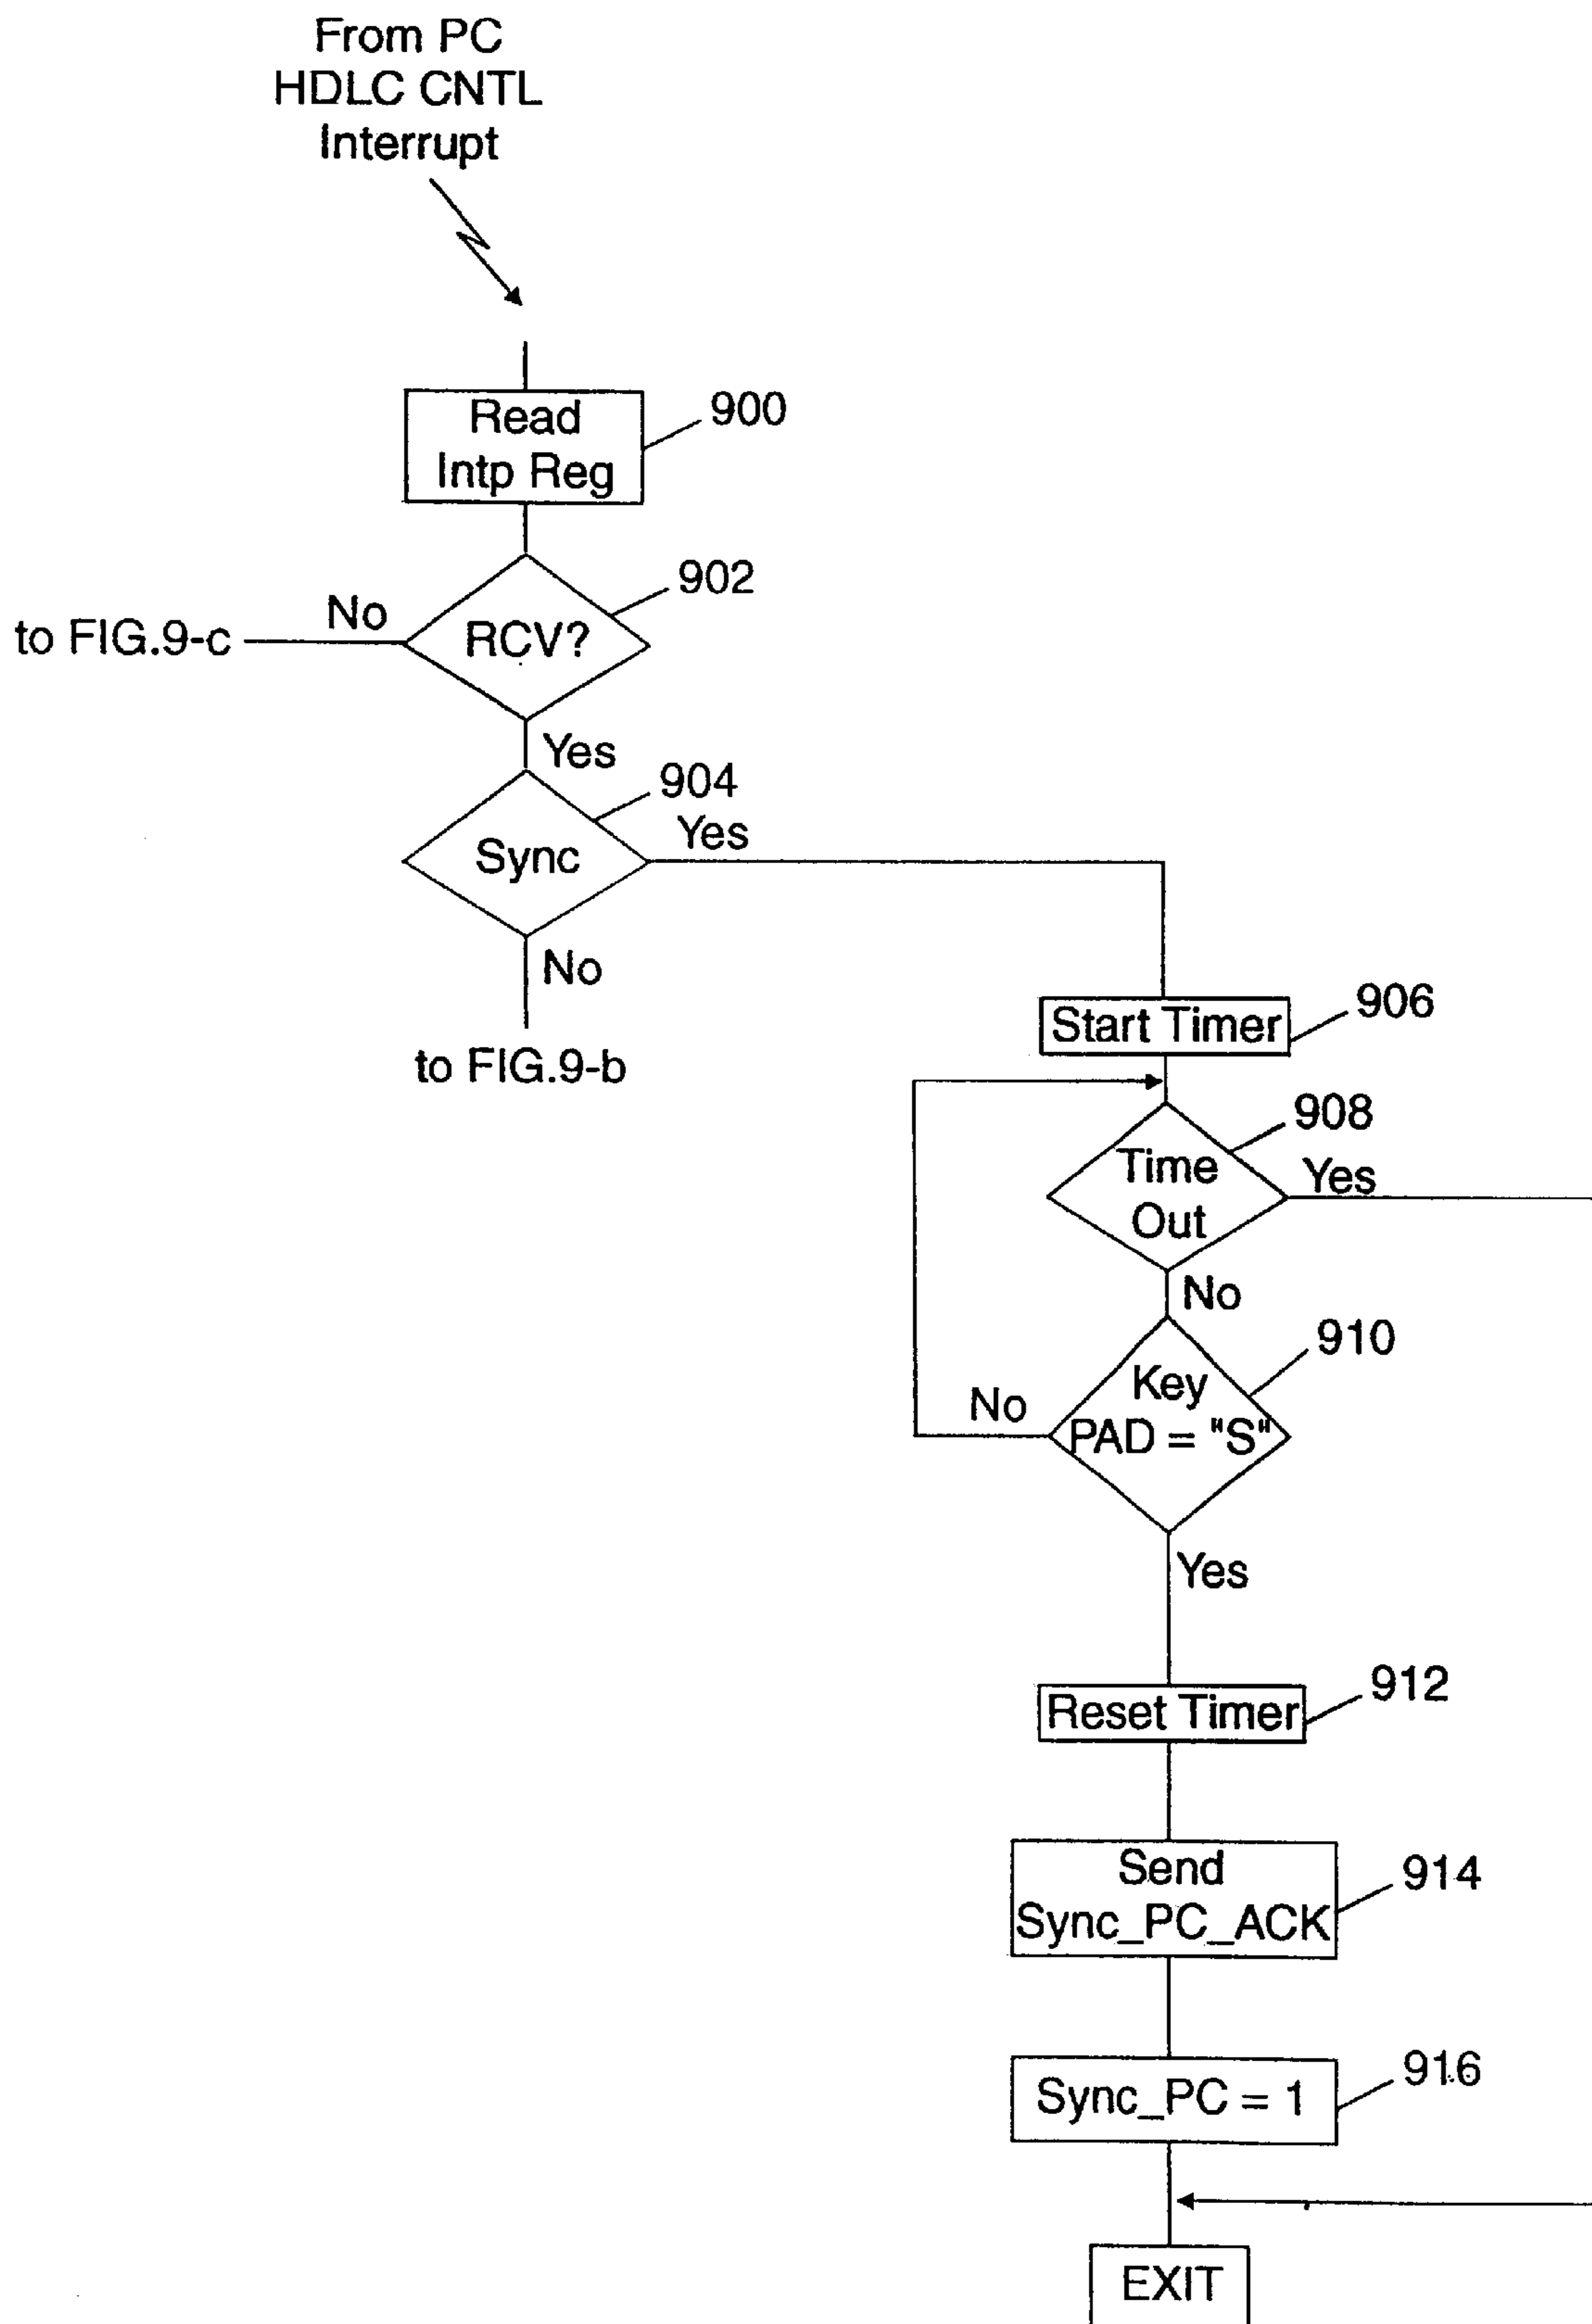 From PC
HDLC CNTL
Interrupt
Read
Intp Reg
900
902
No
to FIG.9-c
RCV?
Yes
904
Yes
Sync
No
to FIG.9-b
906
Start Timer
908
Time
Out
Yes
No
910
Key
PAD = "S"
No
Yes
912
Reset Timer
Send
Sync_PC_ACK
914
916
Sync_PC = 1
EXIT